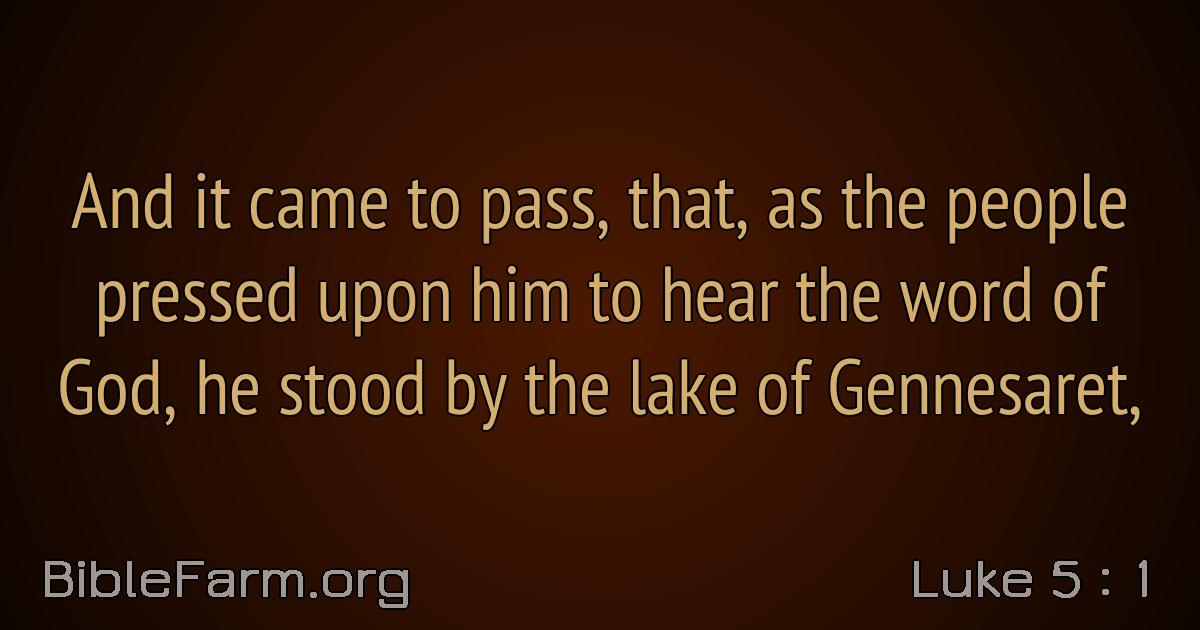 And it came to pass, that, as the people
pressed upon him to hear the word of
God, he stood by the lake of Gennesaret,
BibleFarm.org
Luke 5 : 1